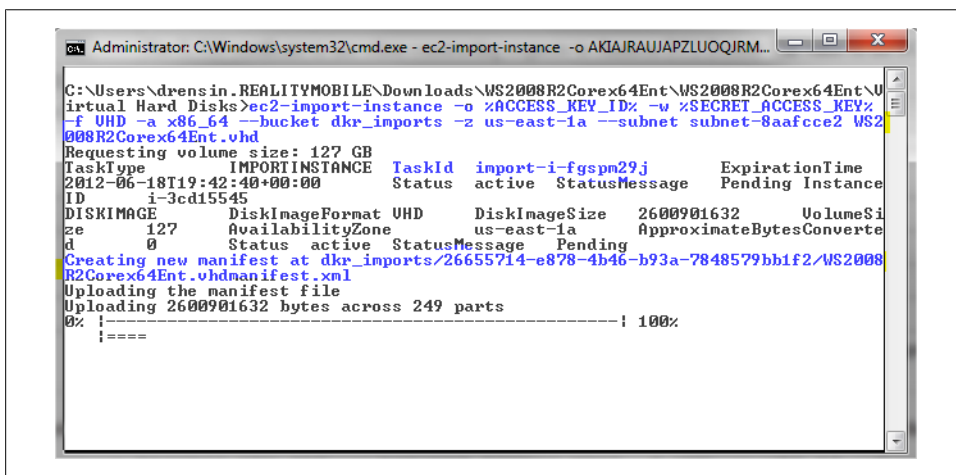 Administrator: C:\Windows\system32\cmd.exe - ec2-import-instance -o AKIAJRAUJAPZLUOQJRM...
C:\Users\drensin.REALITYMOBILE\Downloads\WS2008R2Corex64Ent\WS2008R2Corex64Ent\V
irtual Hard Disks>ec2-import-instance -o %ACCESS_KEY_ID% -w %SECRET_ACCESS_KEY%
-f VHD -a x86_64 --bucket dkr_imports -z us-east-1a --subnet subnet-8aafcce2 WS2
008R2Corex64Ent.vhd
Requesting volume size: 127 GB
TaskType IMPORTINSTANCE TaskId import-i-fgspm29j ExpirationTime
2012-06-18T19:42:40+00:00 Status active StatusMessage Pending Instance
ID i-3cd15545
DISKIMAGE DiskImageFormat VHD DiskImageSize 2600901632 VolumeSi
ze 127 AvailabilityZone us-east-1a ApproximateBytesConverte
d 0 Status active StatusMessage Pending
Creating new manifest at dkr_imports/26655714-e878-4b46-b93a-7848579bb1f2/WS2008
R2Corex64Ent.vhdmanifest.xml
Uploading the manifest file
Uploading 2600901632 bytes across 249 parts
0% |--------------------------------------------------| 100%
|====